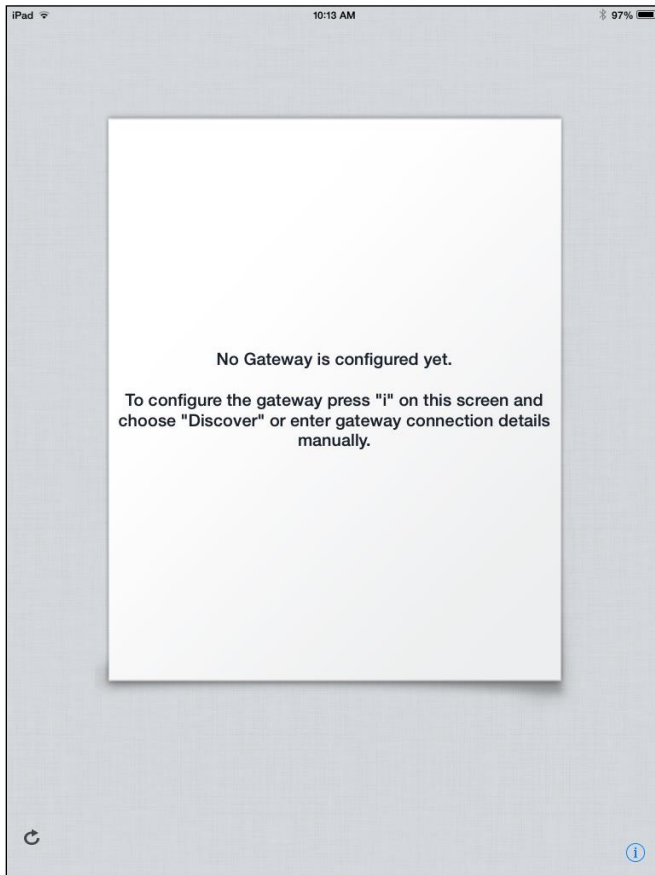 iPad 10:13 AM 97%
No Gateway is configured yet.
To configure the gateway press "i" on this screen and
choose "Discover" or enter gateway connection details
manually.
i